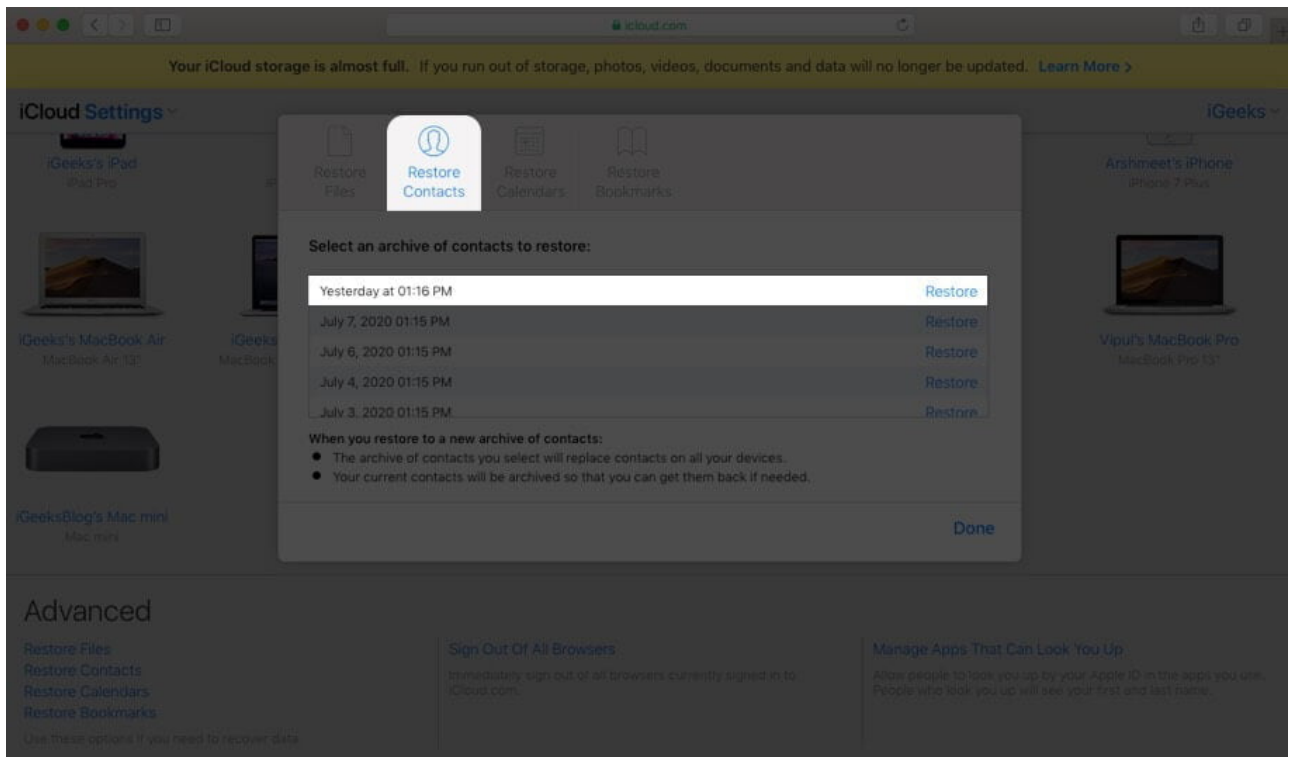 icloud.com
Your iCloud storage is almost full. If you run out of storage, photos, videos, documents and data will no longer be updated. Learn More >
iCloud Settings
iGeeks
iGeeks's iPad
iPad Pro
Arshmeet's iPhone
iPhone 7 Plus
Restore Files
Restore Contacts
Restore Calendars
Restore Bookmarks
Select an archive of contacts to restore:
Yesterday at 01:16 PM Restore
July 7, 2020 01:15 PM Restore
July 6, 2020 01:15 PM Restore
July 4, 2020 01:15 PM Restore
July 3, 2020 01:15 PM Restore
iGeeks's MacBook Air
MacBook Air 13"
iGeeks
MacBook
Vipul's MacBook Pro
MacBook Pro 13"
When you restore to a new archive of contacts:
The archive of contacts you select will replace contacts on all your devices.
Your current contacts will be archived so that you can get them back if needed.
Done
iGeeksBlog's Mac mini
Mac mini
Advanced
Restore Files
Restore Contacts
Restore Calendars
Restore Bookmarks
Use these options if you need to recover data
Sign Out Of All Browsers
Immediately sign out of all browsers currently signed in to
iCloud.com.
Manage Apps That Can Look You Up
Allow people to look you up by your Apple ID in the apps you use.
People who look you up will see your first and last name.